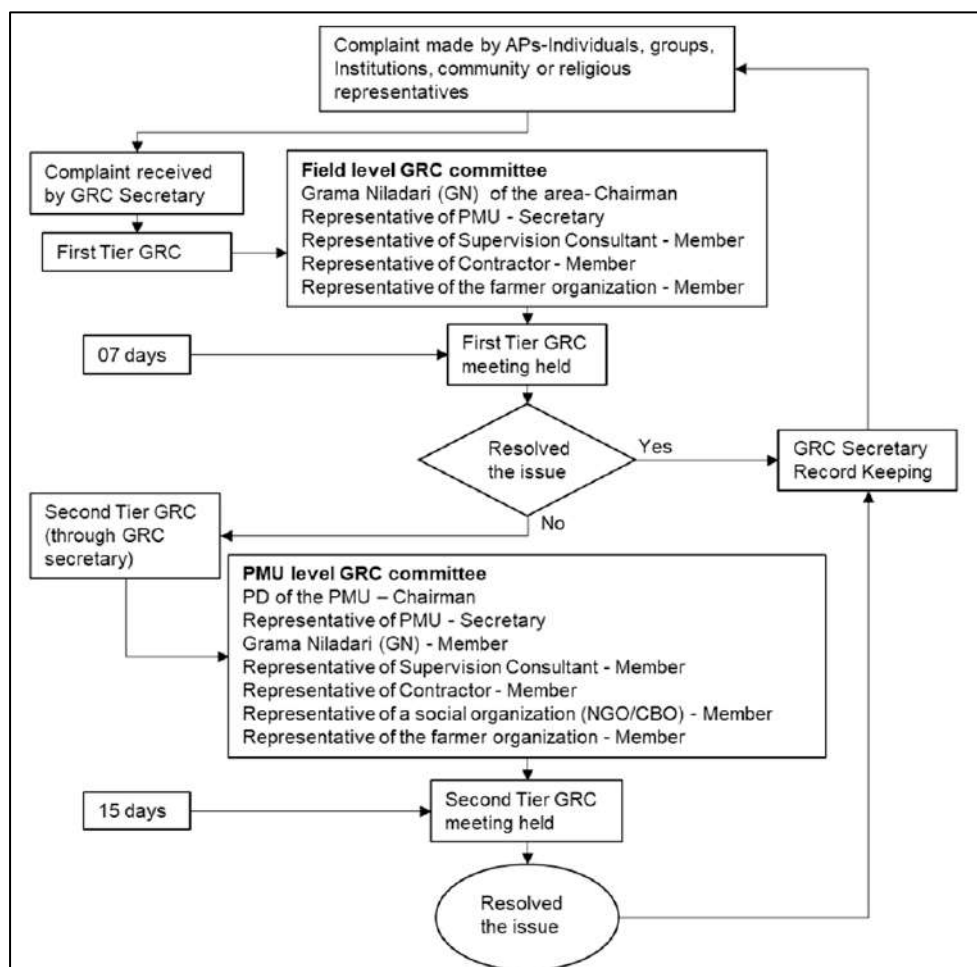 Complaint made by APs-Individuals, groups,
Institutions, community or religious
representatives
Complaint received
by GRC Secretary
First Tier GRC
Field level GRC committee
Grama Niladari (GN) of the area- Chairman
Representative of PMU - Secretary
Representative of Supervision Consultant - Member
Representative of Contractor - Member
Representative of the farmer organization - Member
07 days
First Tier GRC
meeting held
Resolved
the issue
Yes
GRC Secretary
Record Keeping
No
Second Tier GRC
(through GRC
secretary)
PMU level GRC committee
PD of the PMU – Chairman
Representative of PMU - Secretary
Grama Niladari (GN) - Member
Representative of Supervision Consultant - Member
Representative of Contractor - Member
Representative of a social organization (NGO/CBO) - Member
Representative of the farmer organization - Member
15 days
Second Tier GRC
meeting held
Resolved
the issue